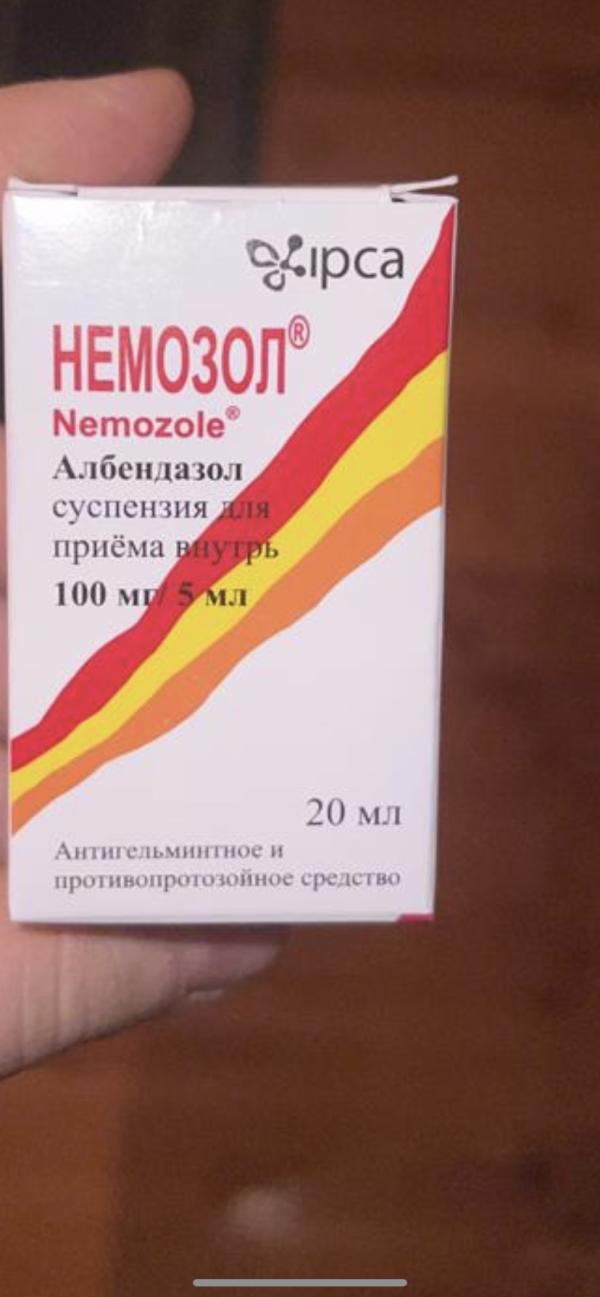 ipca
НЕМОЗОЛ®
Nemozole®
Албендазол
суспензия для
приёма внутрь
100 мг/ 5 мл
20 мл
Антигельминтное и
противопротозойное средство